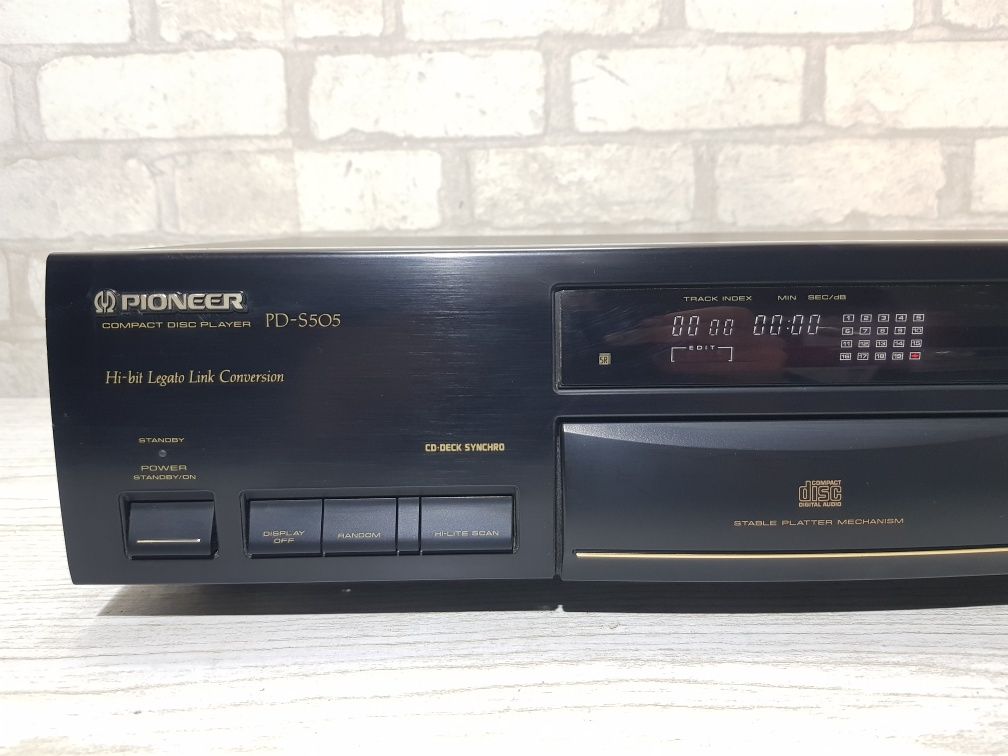 PIONEER
COMPACT DISC PLAYER PD-S505
Hi-bit Legato Link Conversion
STANDBY
POWER
STANDBY/ON
CD-DECK SYNCHRO
DISPLAY
OFF
RANDOM
HI-LITE SCAN
TRACK INDEX MIN SEC/dB
00 00 00:00
EDIT
SR
1 2 3 4 5
6 7 8 9 10
11 12 13 14 15
16 17 18 19
COMPACT
disc
DIGITAL AUDIO
STABLE PLATTER MECHANISM